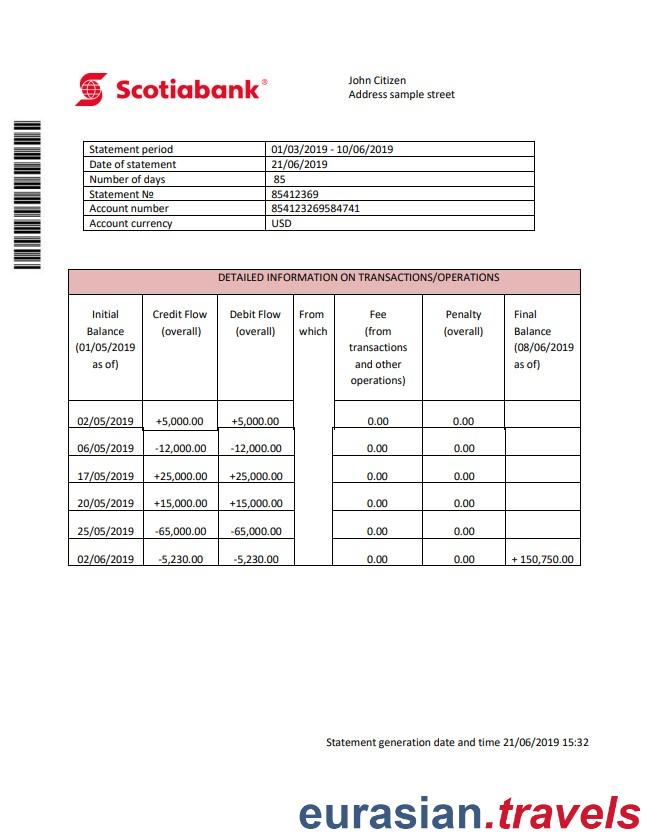 Scotiabank®
John Citizen
Address sample street
Statement period 01/03/2019 - 10/06/2019
Date of statement 21/06/2019
Number of days 85
Statement № 85412369
Account number 854123269584741
Account currency USD
DETAILED INFORMATION ON TRANSACTIONS/OPERATIONS
Initial Balance (01/05/2019 as of) Credit Flow (overall) Debit Flow (overall) From which Fee (from transactions and other operations) Penalty (overall) Final Balance (08/06/2019 as of)
02/05/2019 +5,000.00 +5,000.00 0.00 0.00
06/05/2019 -12,000.00 -12,000.00 0.00 0.00
17/05/2019 +25,000.00 +25,000.00 0.00 0.00
20/05/2019 +15,000.00 +15,000.00 0.00 0.00
25/05/2019 -65,000.00 -65,000.00 0.00 0.00
02/06/2019 -5,230.00 -5,230.00 0.00 0.00 + 150,750.00
Statement generation date and time 21/06/2019 15:32
eurasian.travels